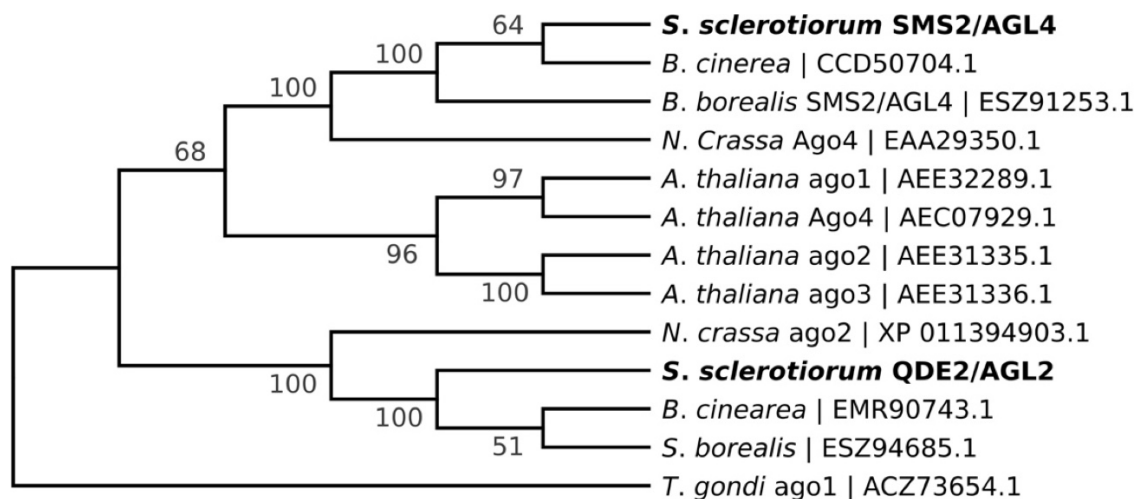 64
S. sclerotiorum SMS2/AGL4
100
B. cinerea | CCD50704.1
100
B. borealis SMS2/AGL4 | ESZ91253.1
68
N. Crassa Ago4 | EAA29350.1
97
A. thaliana ago1 | AEE32289.1
A. thaliana Ago4 | AEC07929.1
96
A. thaliana ago2 | AEE31335.1
100
A. thaliana ago3 | AEE31336.1
N. crassa ago2 | XP 011394903.1
100
S. sclerotiorum QDE2/AGL2
100
B. cinearea | EMR90743.1
51
S. borealis | ESZ94685.1
T. gondi ago1 | ACZ73654.1